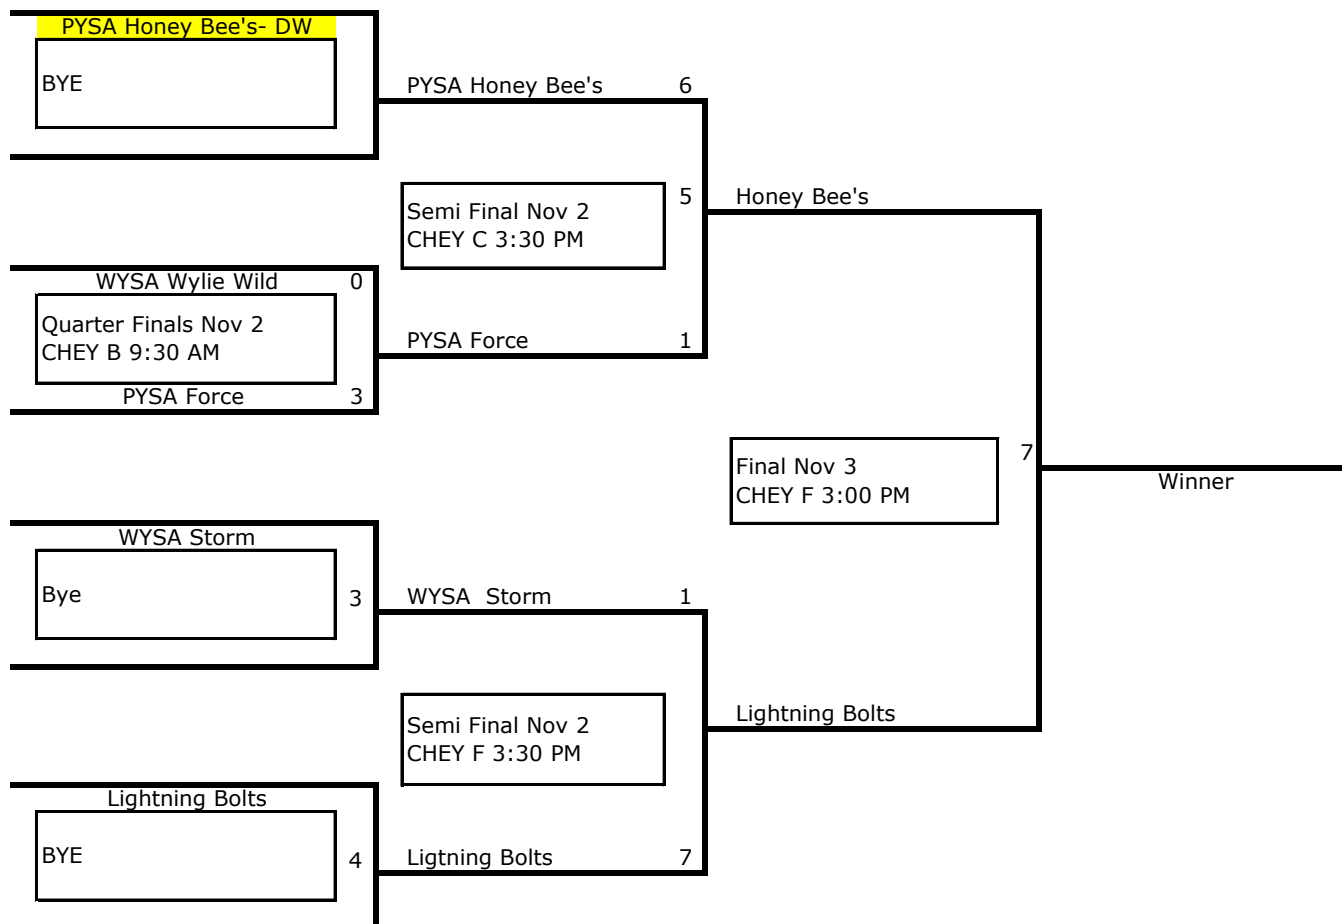 PYSA Honey Bee's- DW
BYE
PYSA Honey Bee's 6
Semi Final Nov 2
CHEY C 3:30 PM
5
Honey Bee's
WYSA Wylie Wild 0
Quarter Finals Nov 2
CHEY B 9:30 AM
PYSA Force 3
PYSA Force 1
Final Nov 3
CHEY F 3:00 PM
7
Winner
WYSA Storm
Bye
3
WYSA  Storm 1
Semi Final Nov 2
CHEY F 3:30 PM
Lightning Bolts
Lightning Bolts
BYE
4
Ligtning Bolts 7